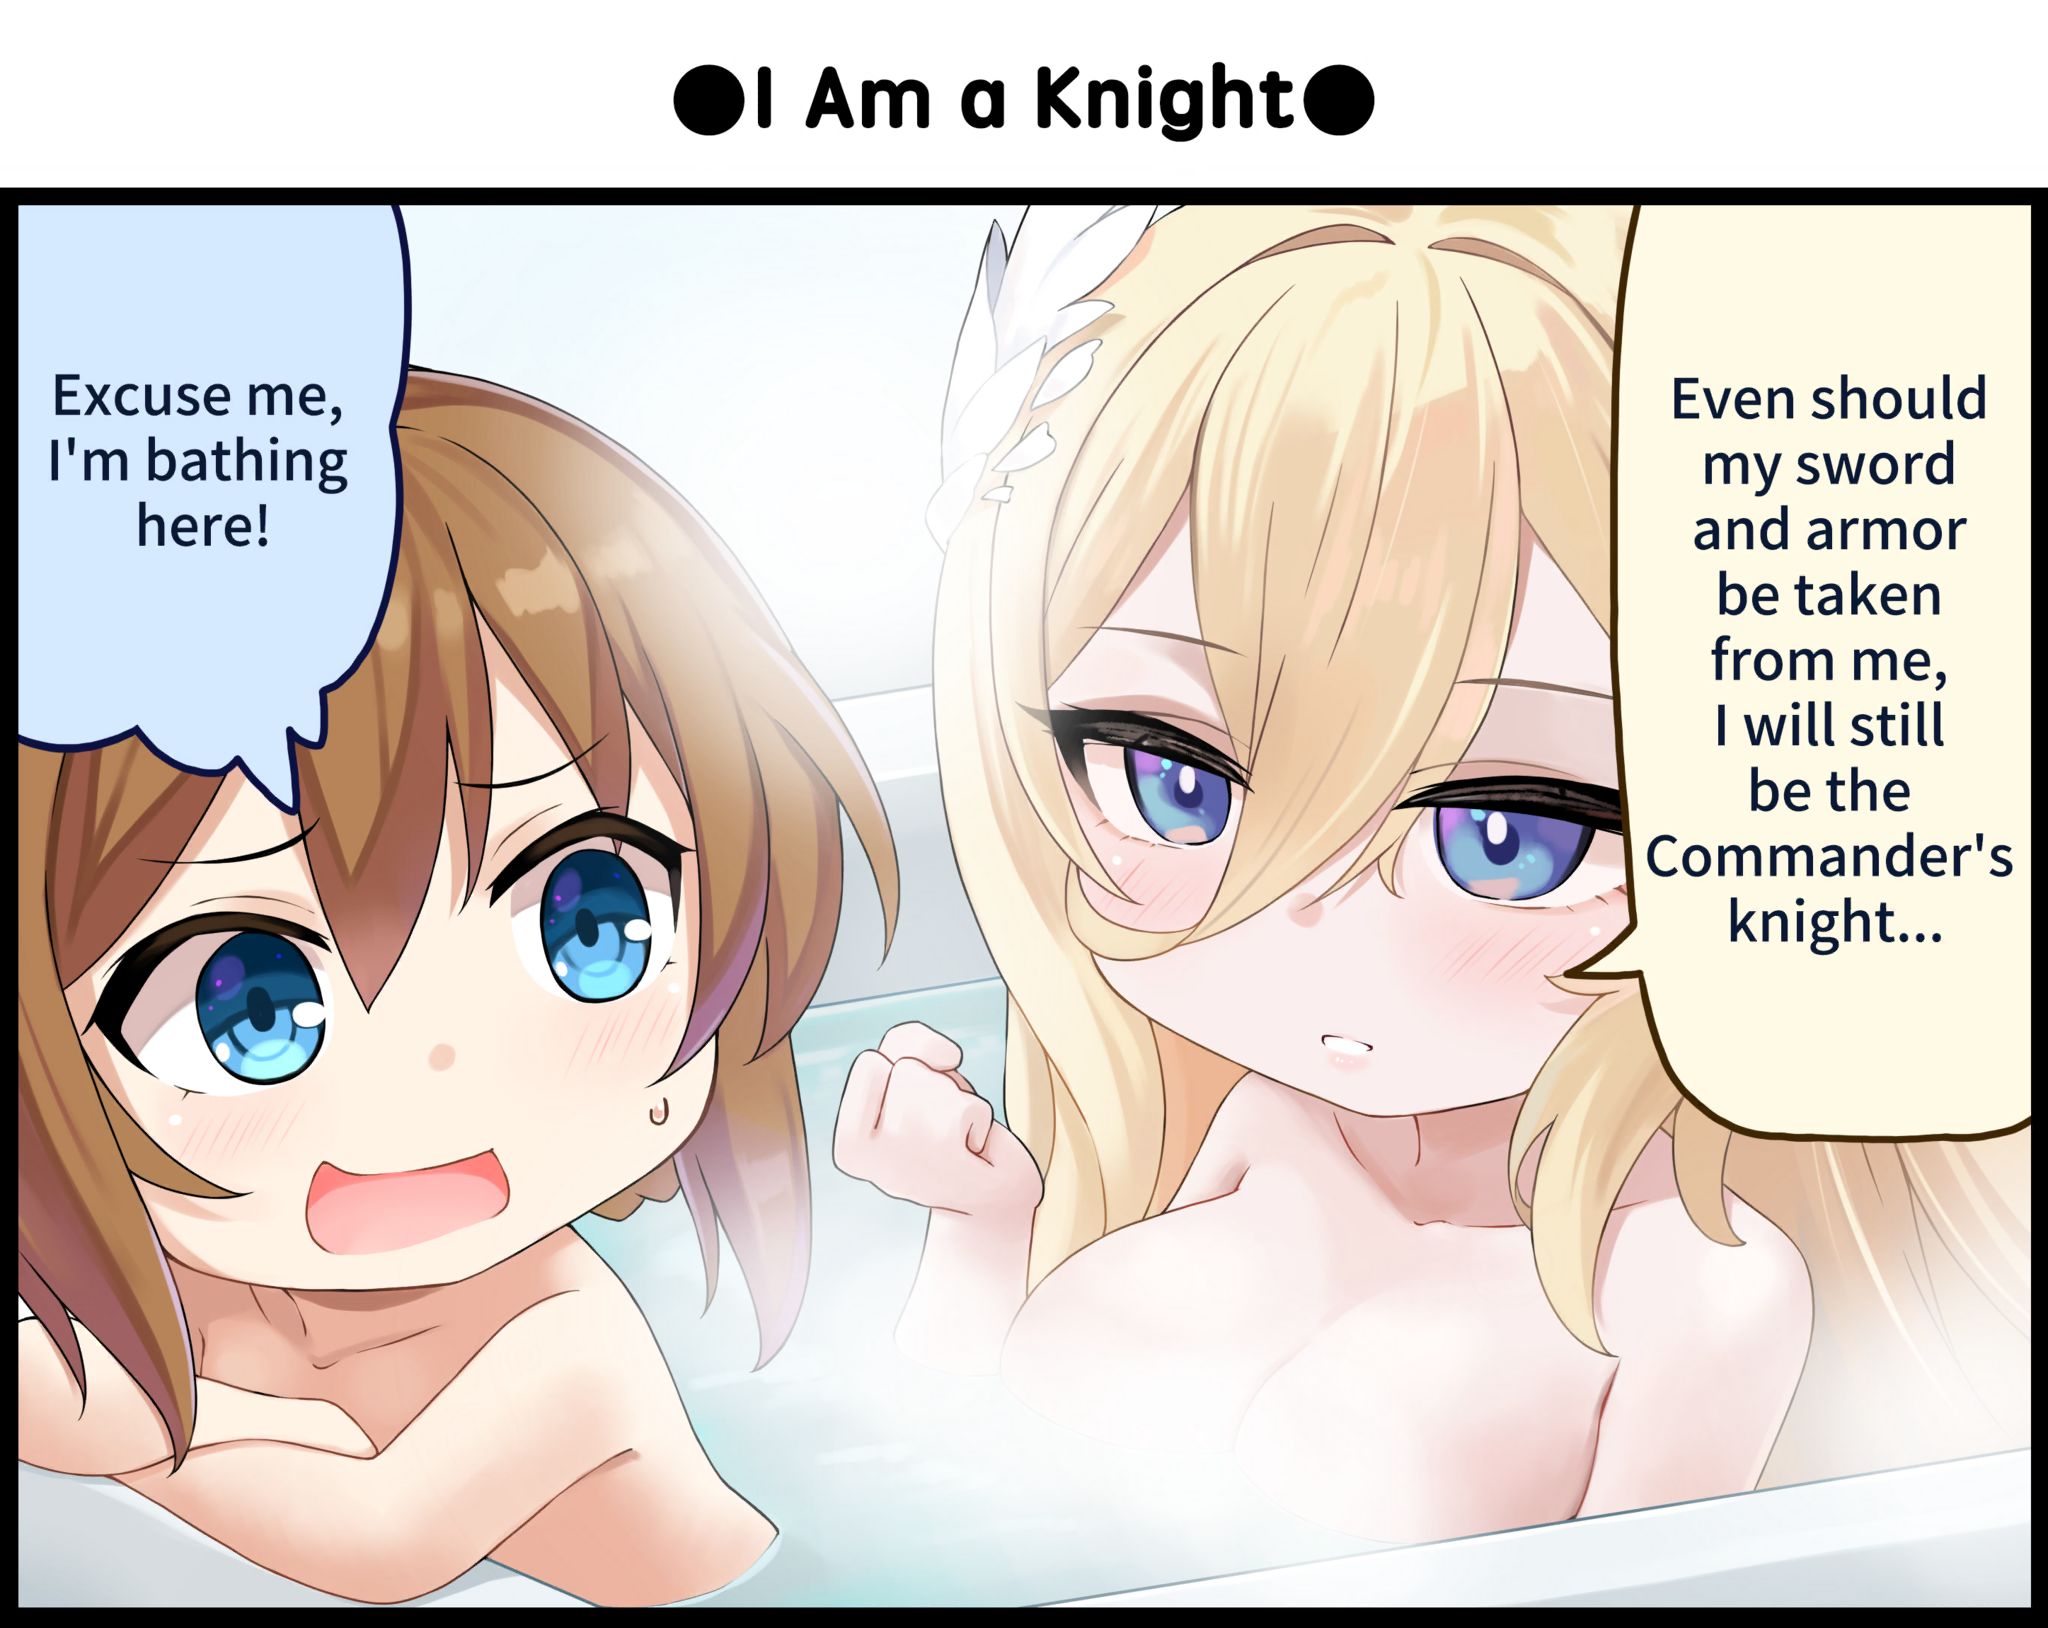 ●I Am a Knight●
Excuse me,
I'm bathing
here!
Even should
my sword
and armor
be taken
from me,
I will still
be the
Commander's
knight...